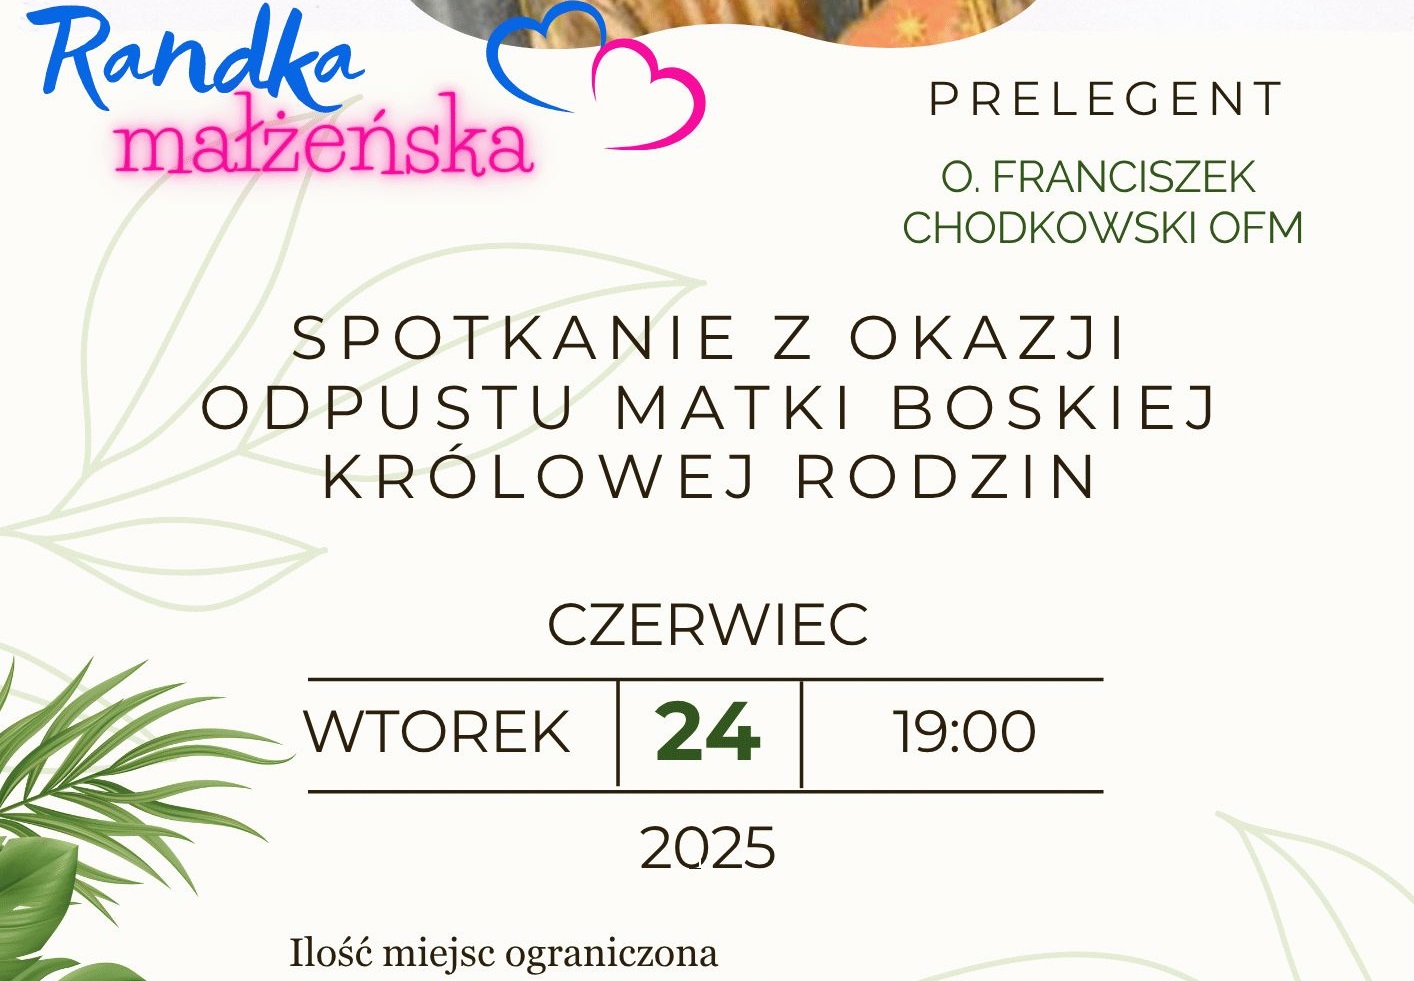 Randka
małżeńska
PRELEGENT
O. FRANCISZEK
CHODKOWSKI OFM
SPOTKANIE Z OKAZJI
ODPUSTU MATKI BOSKIEJ
KRÓLOWEJ RODZIN
CZERWIEC
WTOREK 24 19:00
2025
Ilość miejsc ograniczona